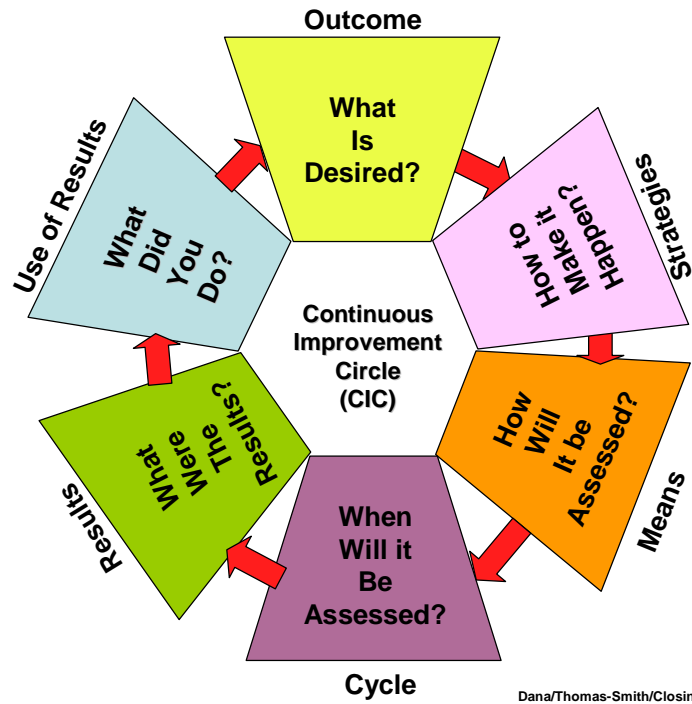 Outcome
What
Is
Desired?
Strategies
How to
Make it
Happen?
Means
How
Will
It be
Assessed?
Cycle
When
Will it
Be
Assessed?
Results
What
Were
The
Results?
Use of Results
What
Did
You
Do?
Continuous
Improvement
Circle
(CIC)
Dana/Thomas-Smith/Closin